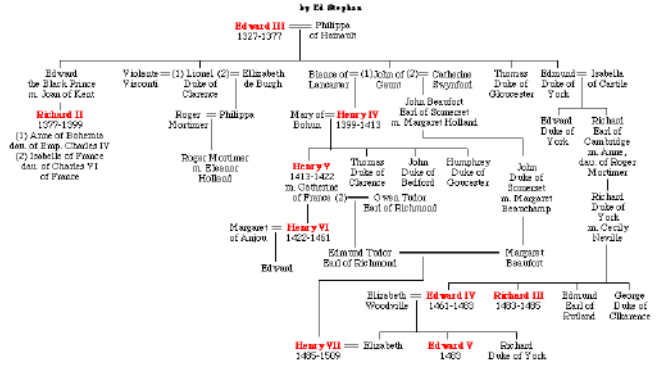 by Ed Stephan
Edward III = Philippa
1327-1377 of Hainault
Edward
the Black Prince
m. Joan of Kent
Violante = (1) Lionel (2) = Elizabeth
Visconti Duke of de Burgh
Clarence
Blance of = (1) John of (2) = Catherine
Lancaster Gaunt Swynford
Thomas
Duke of
Gloucester
Edmund = Isabella
Duke of of Castle
York
Richard II
1377-1399
(1) Anne of Bohemia
dau. of Emp. Charles IV
(2) Isabelle of France
dau. of Charles VI
of France
Roger = Philippa
Mortimer
Roger Mortimer
m. Eleanor
Holland
Mary of = Henry IV
Bohun 1399-1413
John Beaufort
Earl of Somerset
m. Margaret Holland
Edward
Duke of
York
Richard
Earl of
Cambridge
m. Anne,
dau. of Roger
Mortimer
Henry V
1413-1422
m. Catherine
of France (2)
Thomas
Duke of
Clarence
John
Duke of
Bedford
Humphrey
Duke of
Goucester
John
Duke of
Somerset
m. Margaret
Beauchamp
Richard
Duke of
York
m. Cecily
Neville
Owen Tudor
Earl of Richmond
Margaret = Henry VI
of Anjou 1422-1461
Edward
Edmund Tudor
Earl of Richmond
Margaret
Beaufort
Elizabeth = Edward IV
Woodville 1461-1483
Richard III
1483-1485
Edmund
Earl of
Rutland
George
Duke of
Clkarence
Henry VII = Elizabeth
1485-1509
Edward V
1483
Richard
Duke of York